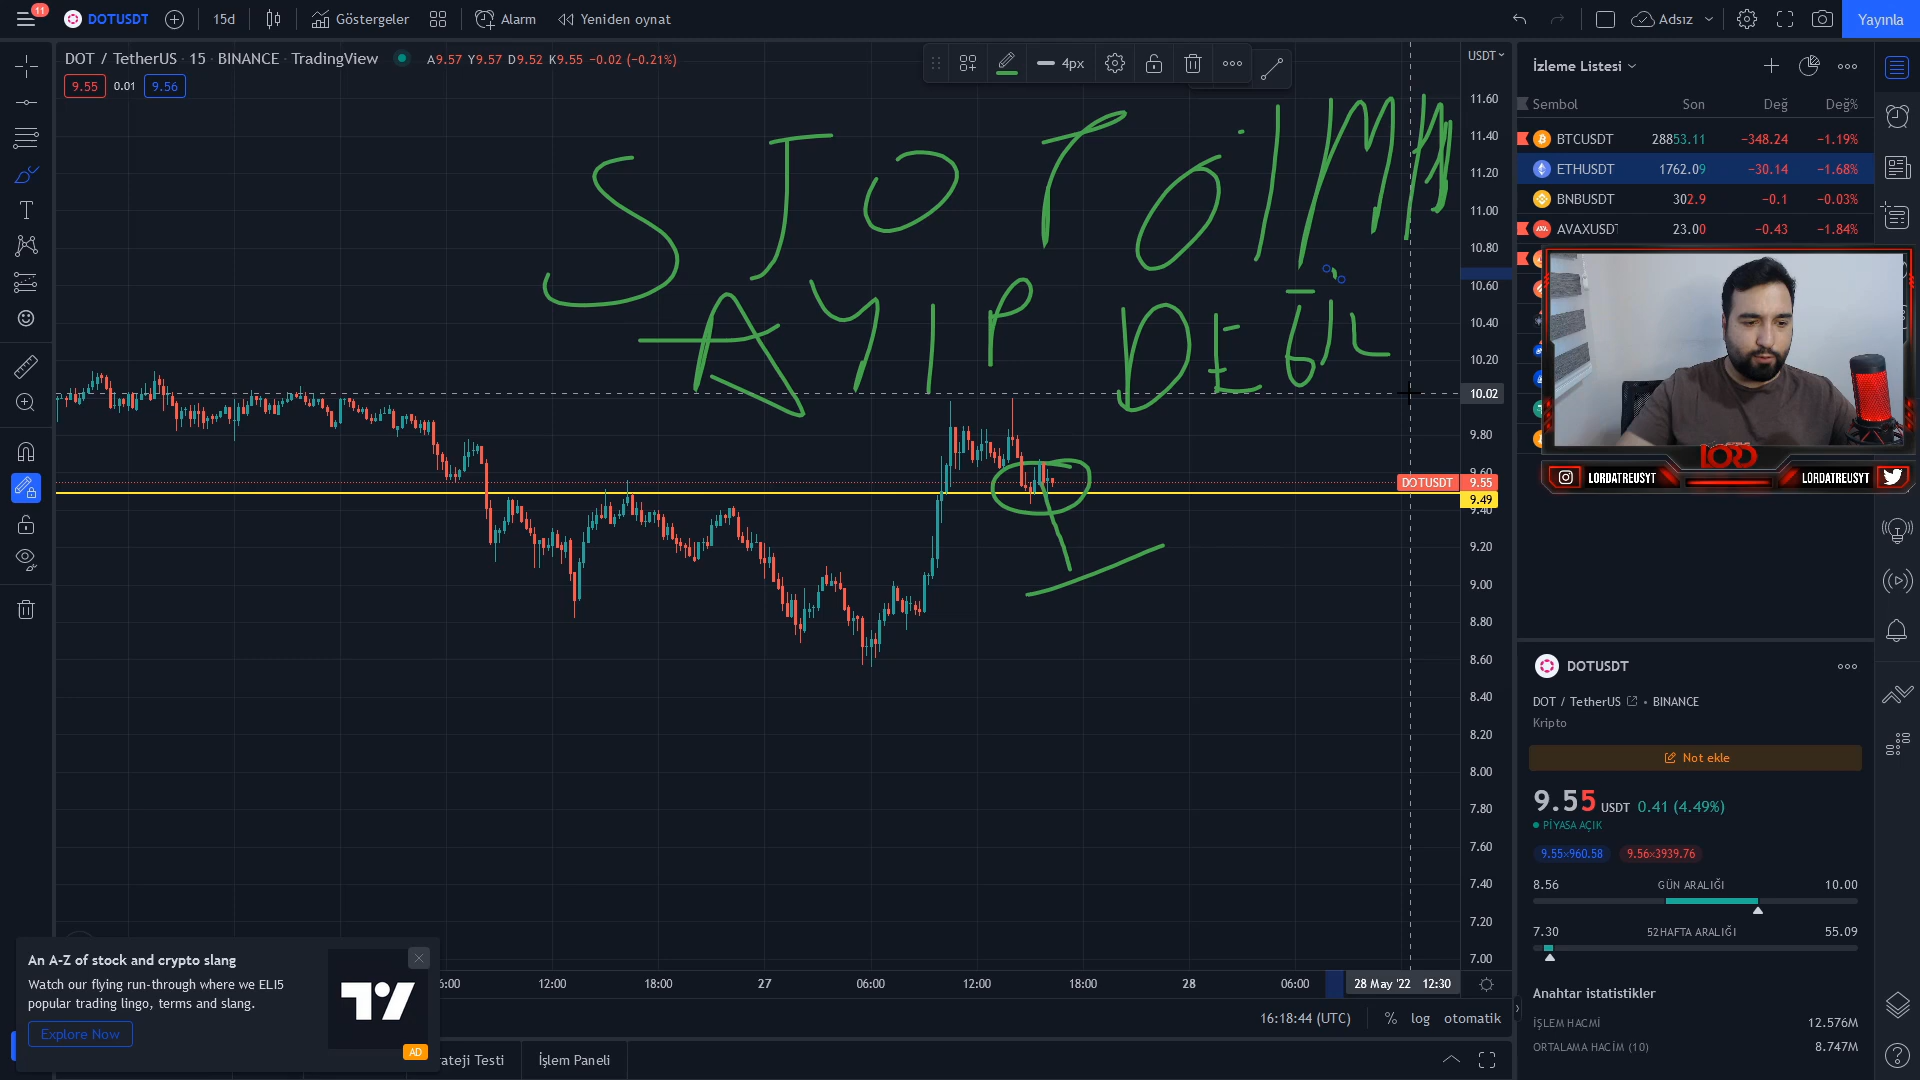 11 DOTUSDT 15d Göstergeler Alarm Yeniden oynat Adsız Yayınla
DOT / TetherUS · 15 · BINANCE · TradingView A9.57 Y9.57 D9.52 K9.55 −0.02 (−0.21%)
9.55 0.01 9.56
4px
USDT
11.60
11.40
11.20
11.00
10.80
10.60
10.40
10.20
10.02
9.80
9.60
DOTUSDT 9.55
9.49
9.40
9.20
9.00
8.80
8.60
8.40
8.20
8.00
7.80
7.60
7.40
7.20
7.00
AYIP DEĞİL
İzleme Listesi
Sembol Son Değ Değ%
BTCUSDT 28853.11 −348.24 −1.19%
ETHUSDT 1762.09 −30.14 −1.68%
BNBUSDT 302.9 −0.1 −0.03%
AVAXUSDT 23.00 −0.43 −1.84%
LORD
LORDATREUSYT LORDATREUSYT
DOTUSDT
DOT / TetherUS • BINANCE
Kripto
Not ekle
9.55 USDT 0.41 (4.49%)
PİYASA AÇIK
9.55×960.58 9.56×3939.76
8.56 GÜN ARALIĞI 10.00
7.30 52HAFTA ARALIĞI 55.09
Anahtar istatistikler
İŞLEM HACMİ 12.576M
ORTALAMA HACİM (10) 8.747M
12:00 18:00 27 06:00 12:00 18:00 28 06:00 28 May '22 12:30
16:18:44 (UTC) % log otomatik
An A-Z of stock and crypto slang
Watch our flying run-through where we ELI5
popular trading lingo, terms and slang.
Explore Now
AD
İşlem Paneli